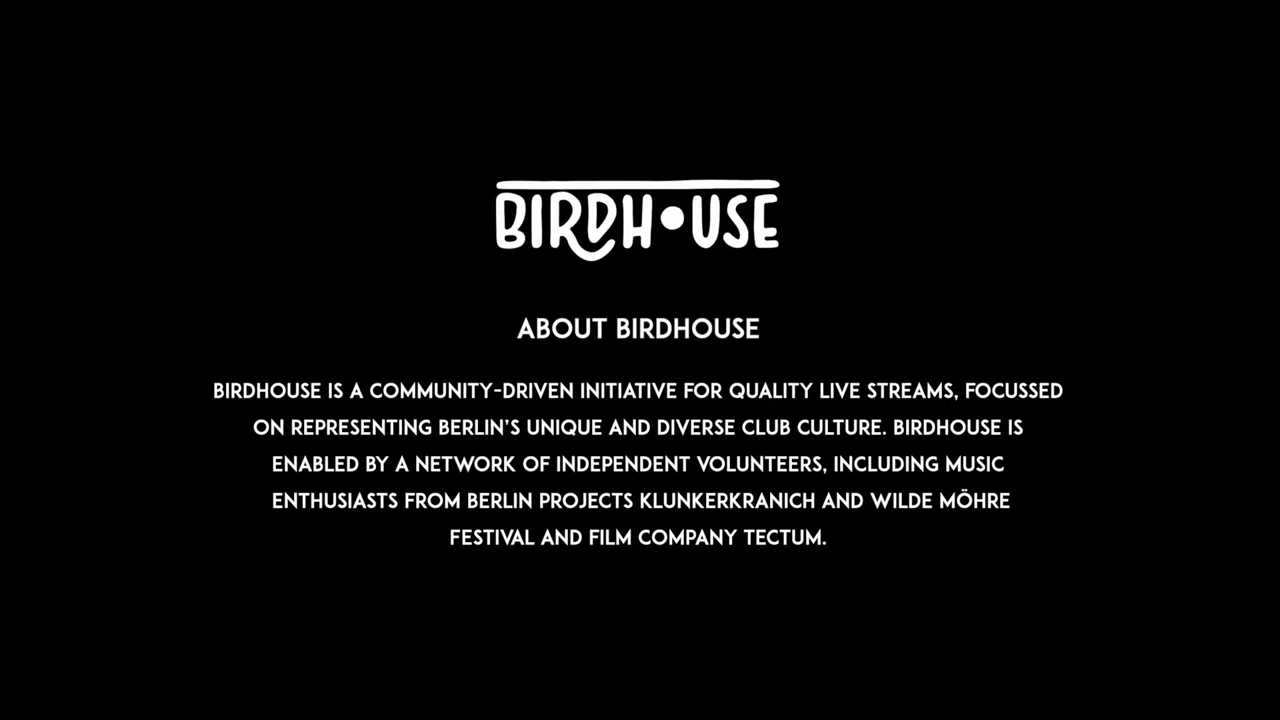 BIRDH•USE
ABOUT BIRDHOUSE
BIRDHOUSE IS A COMMUNITY-DRIVEN INITIATIVE FOR QUALITY LIVE STREAMS, FOCUSSED
ON REPRESENTING BERLIN'S UNIQUE AND DIVERSE CLUB CULTURE. BIRDHOUSE IS
ENABLED BY A NETWORK OF INDEPENDENT VOLUNTEERS, INCLUDING MUSIC
ENTHUSIASTS FROM BERLIN PROJECTS KLUNKERKRANICH AND WILDE MÖHRE
FESTIVAL AND FILM COMPANY TECTUM.